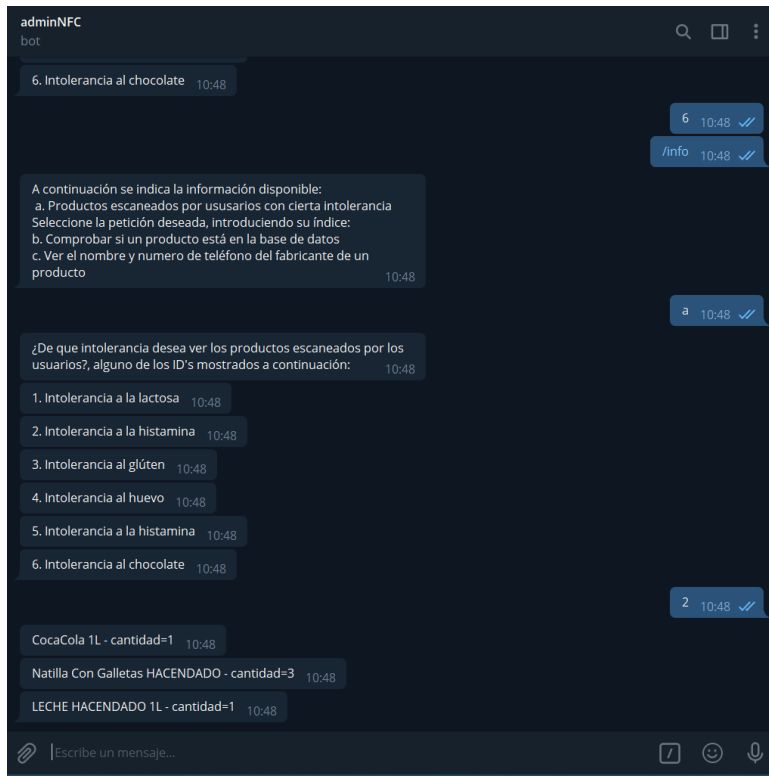 adminNFC
bot
6. Intolerancia al chocolate 10:48
6 10:48
/info 10:48
A continuación se indica la información disponible:
a. Productos escaneados por ususarios con cierta intolerancia
Seleccione la petición deseada, introduciendo su índice:
b. Comprobar si un producto está en la base de datos
c. Ver el nombre y numero de teléfono del fabricante de un
producto 10:48
a 10:48
¿De que intolerancia desea ver los productos escaneados por los
usuarios?, alguno de los ID's mostrados a continuación: 10:48
1. Intolerancia a la lactosa 10:48
2. Intolerancia a la histamina 10:48
3. Intolerancia al glúten 10:48
4. Intolerancia al huevo 10:48
5. Intolerancia a la histamina 10:48
6. Intolerancia al chocolate 10:48
2 10:48
CocaCola 1L - cantidad=1 10:48
Natilla Con Galletas HACENDADO - cantidad=3 10:48
LECHE HACENDADO 1L - cantidad=1 10:48
Escribe un mensaje...